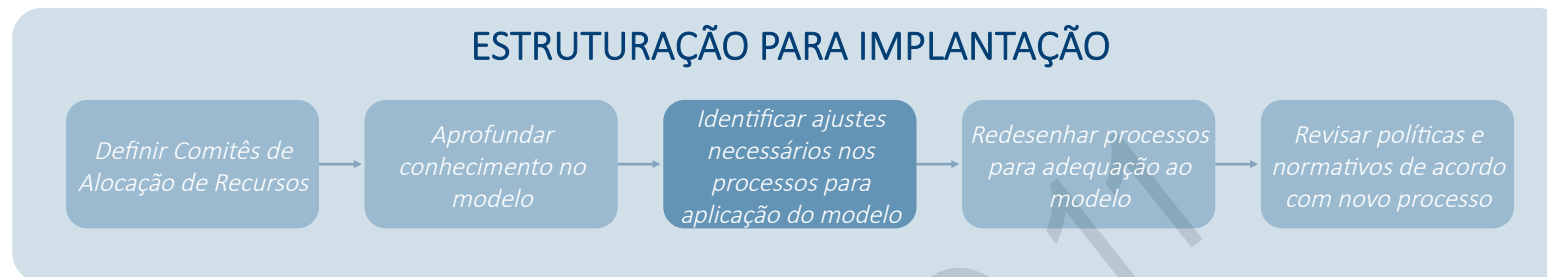 ESTRUTURAÇÃO PARA IMPLANTAÇÃO
Definir Comitês de
Alocação de Recursos
Aprofundar
conhecimento no
modelo
Identificar ajustes
necessários nos
processos para
aplicação do modelo
Redesenhar processos
para adequação ao
modelo
Revisar políticas e
normativos de acordo
com novo processo